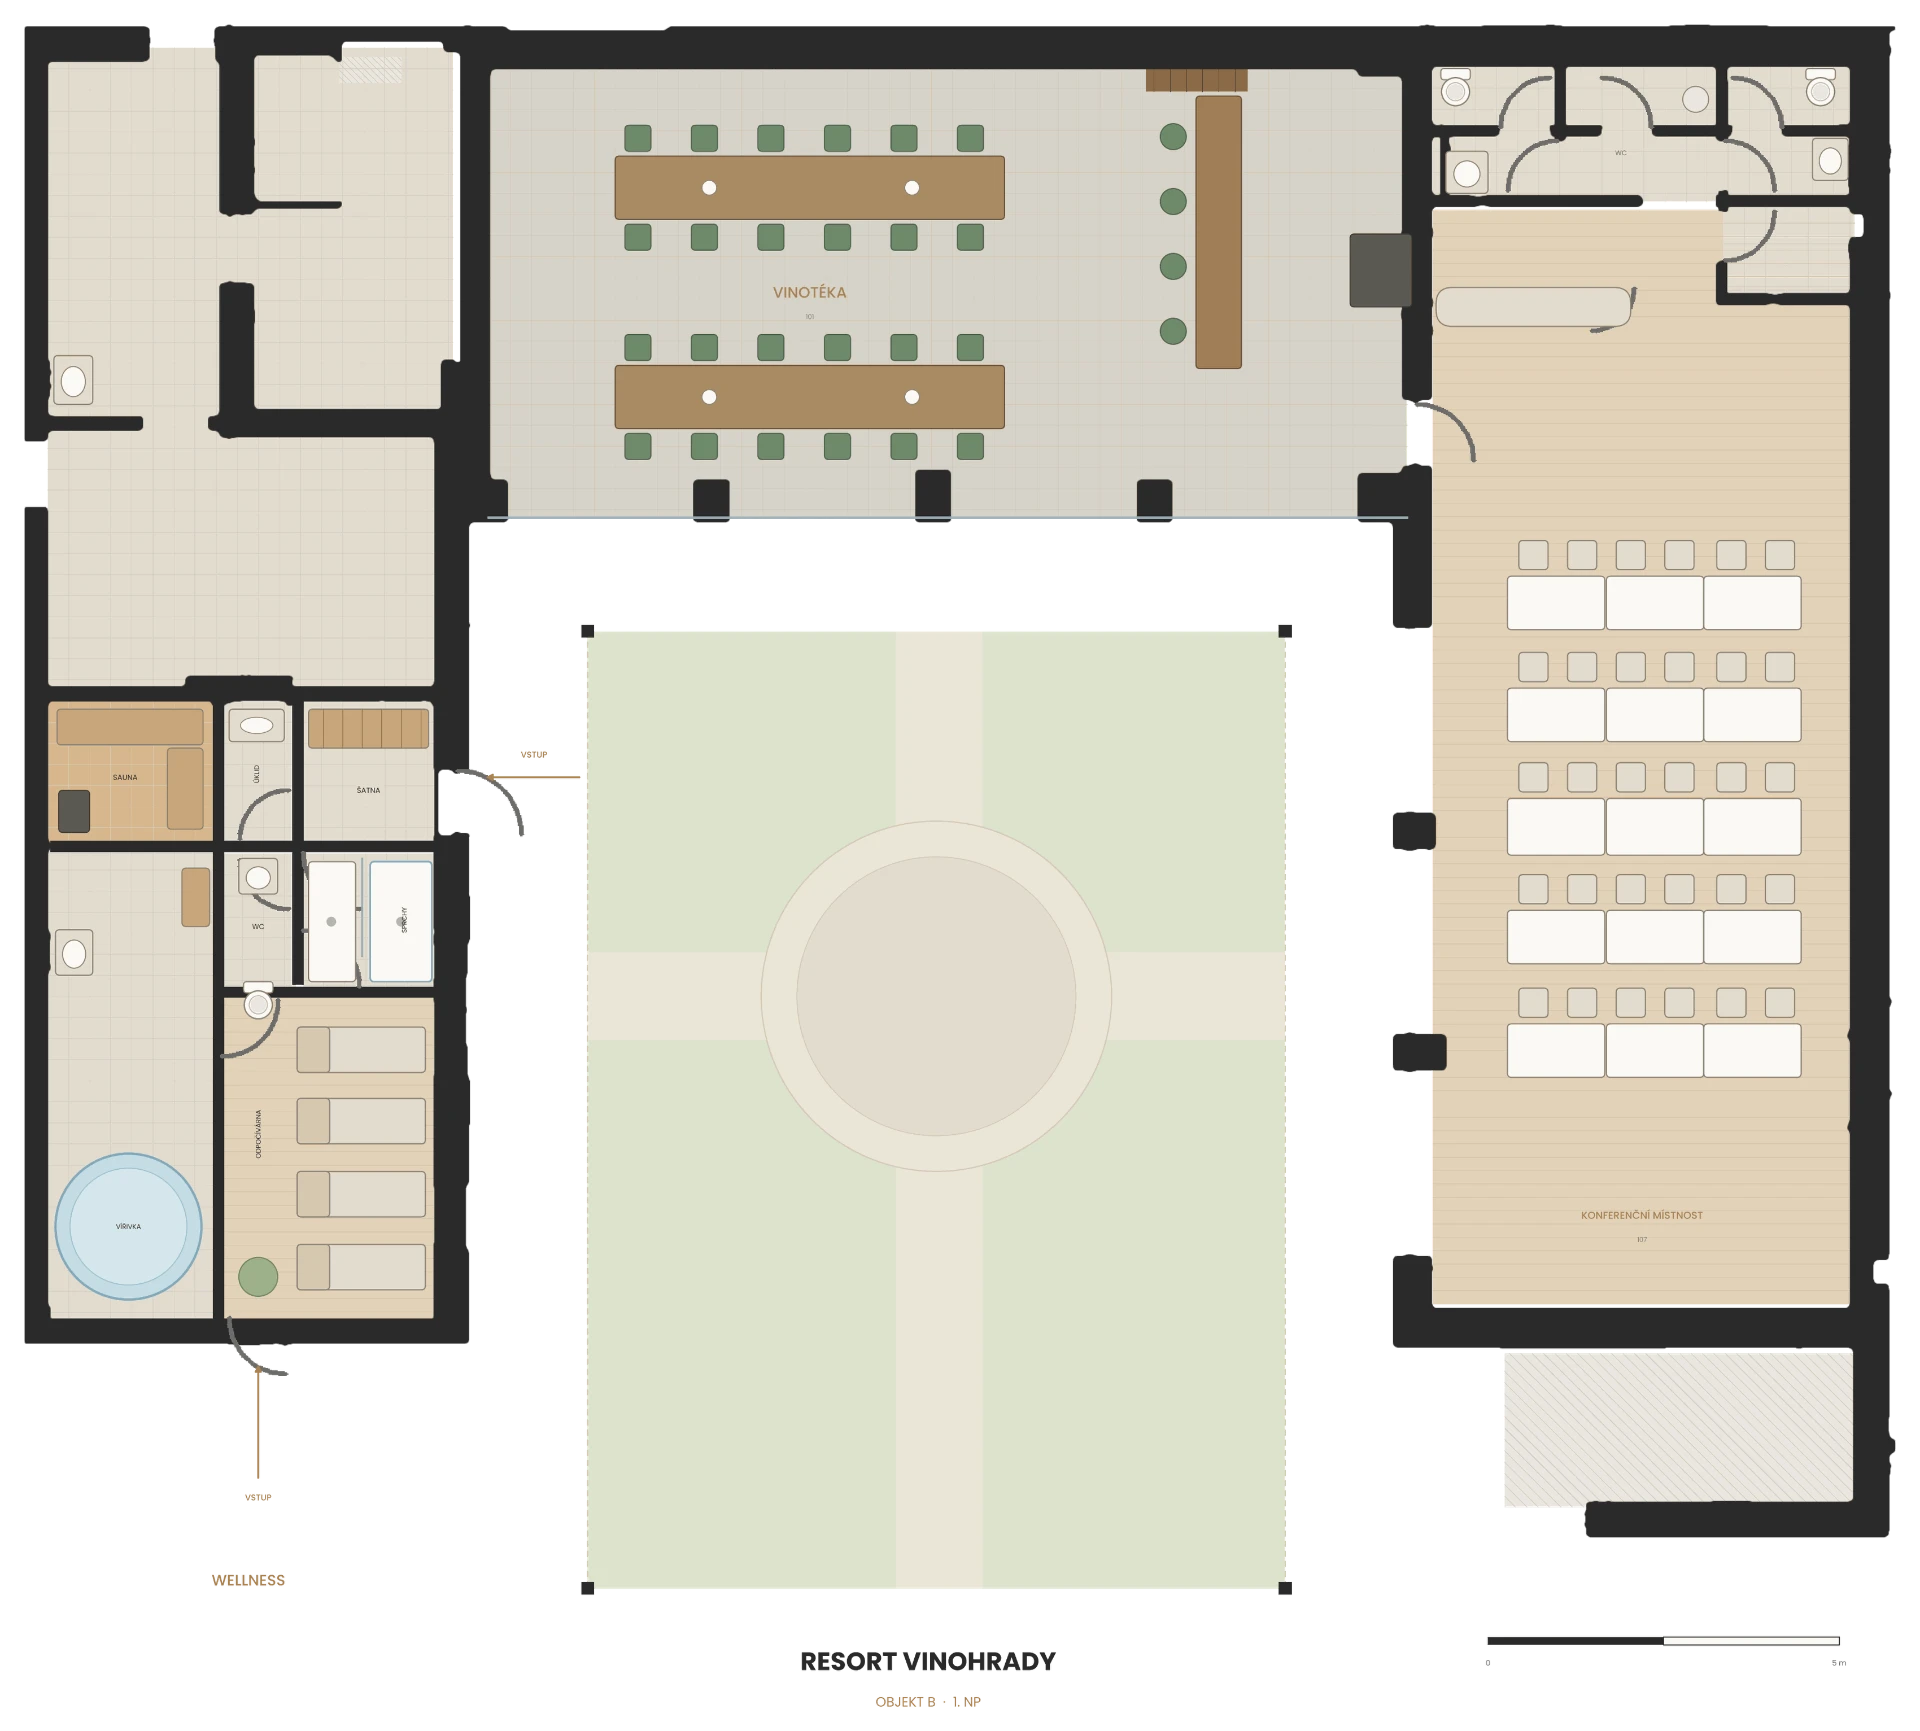 WC
VINOTÉKA
101
VSTUP
SAUNA
ÚKLID
ŠATNA
WC
SPRCHY
ODPOČÍVÁRNA
VÍŘIVKA
KONFERENČNÍ MÍSTNOST
107
VSTUP
WELLNESS
RESORT VINOHRADY
OBJEKT B · 1. NP
0
5 m